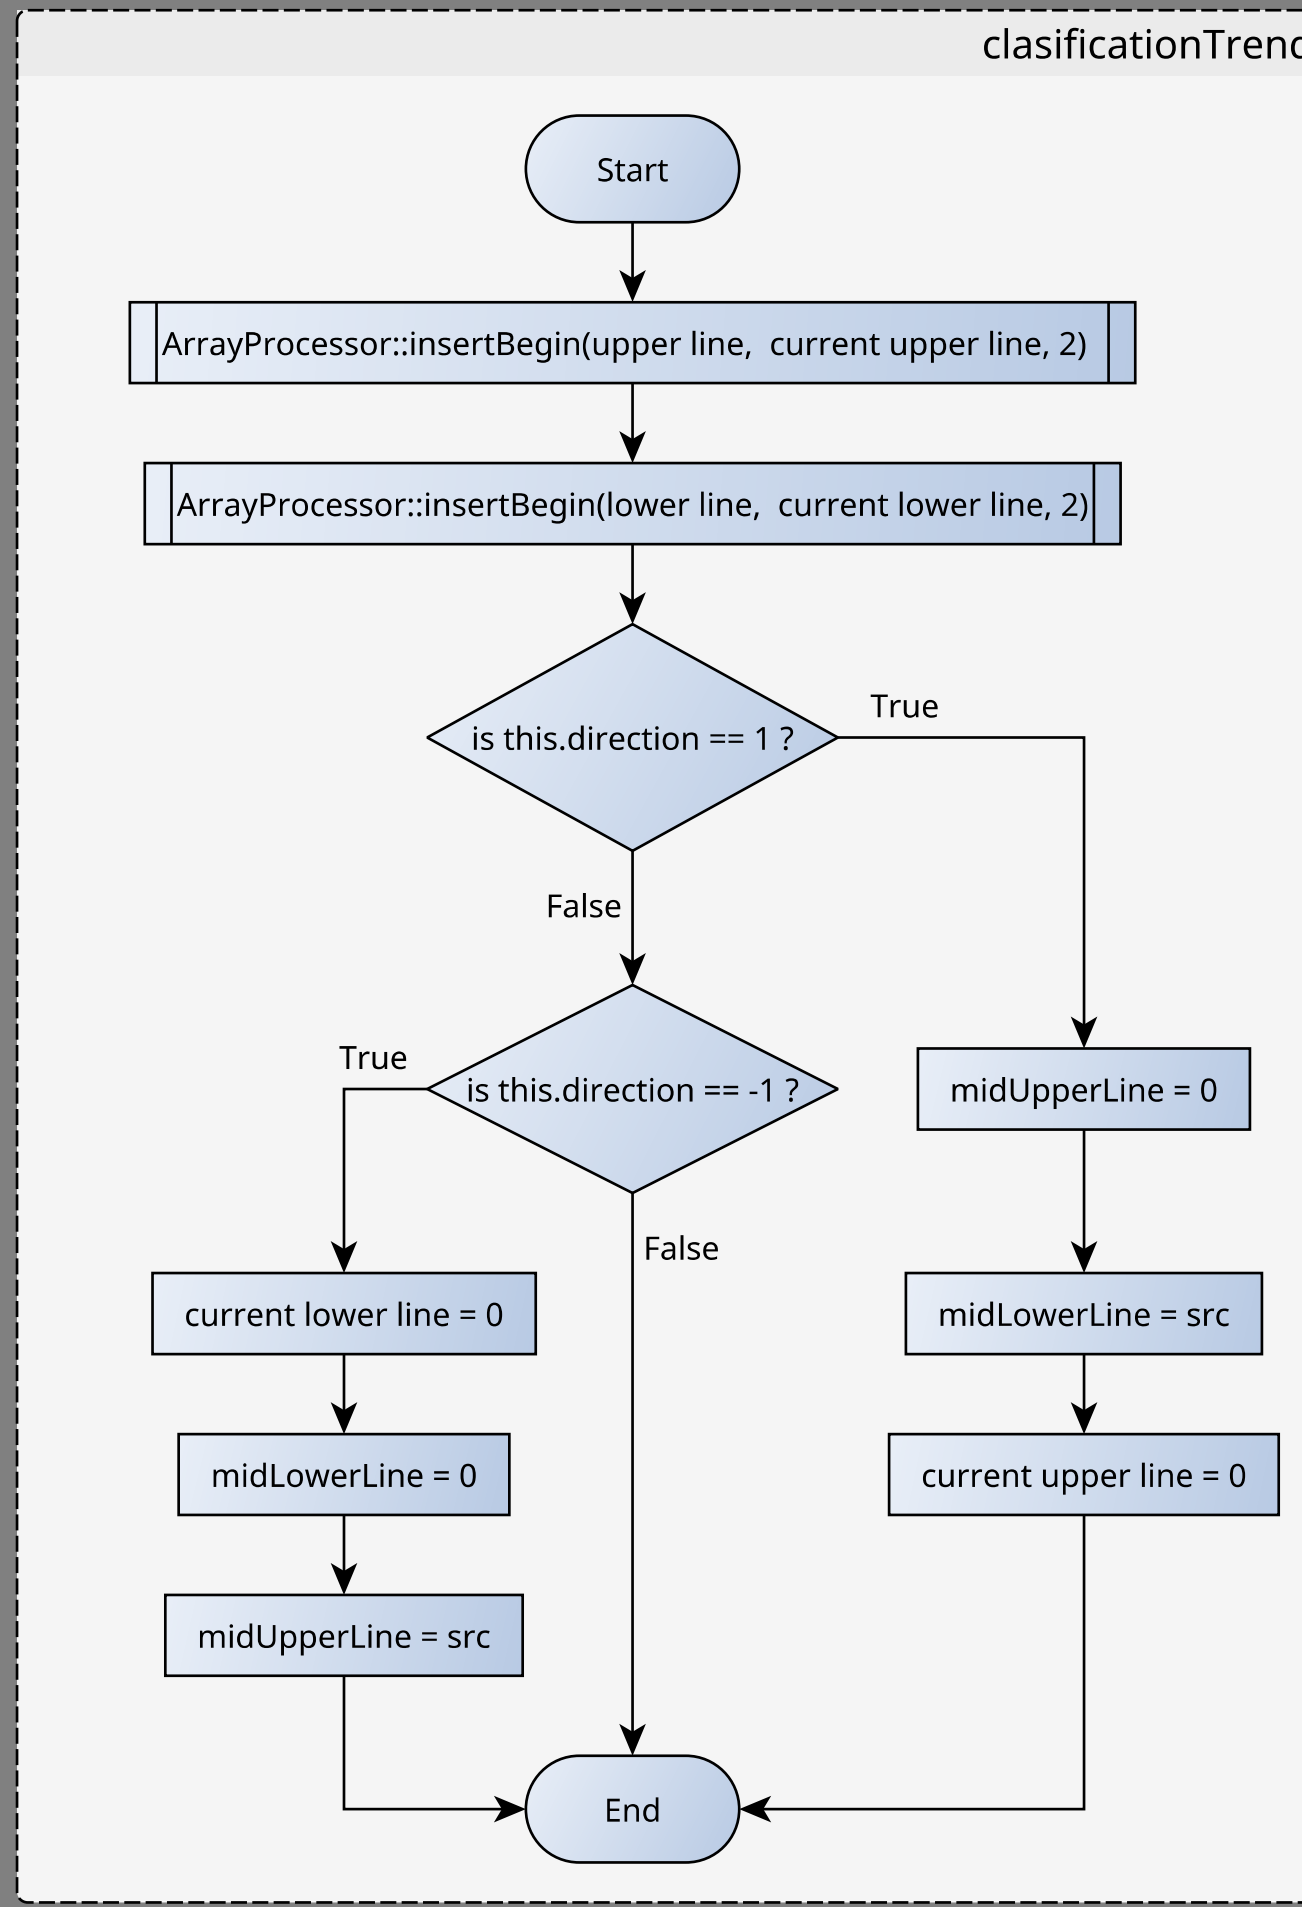 clasificationTrend
Start
ArrayProcessor::insertBegin(upper line,  current upper line, 2)
ArrayProcessor::insertBegin(lower line,  current lower line, 2)
is this.direction == 1 ?
True
False
is this.direction == -1 ?
True
False
midUpperLine = 0
current lower line = 0
midLowerLine = src
midLowerLine = 0
current upper line = 0
midUpperLine = src
End